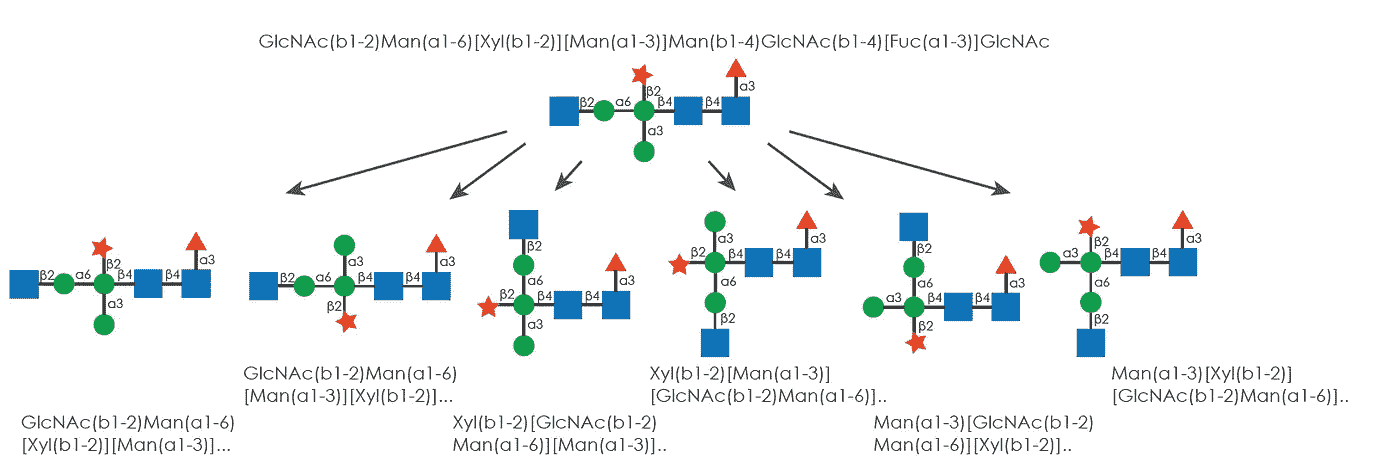 GlcNAc(b1-2)Man(a1-6)[Xyl(b1-2)][Man(a1-3)]Man(b1-4)GlcNAc(b1-4)[Fuc(a1-3)]GlcNAc
β2 α6 β2 β4 β4 α3
α3
β2 α6 β2 β4 β4 α3
α3
β2 α6 α3 β4 β4 α3
β2
β2
α6
β2 β4 β4 α3
α3
α3
β4 β4 α3
α6
β2
β2
α6
α3 β4 β4 α3
β2
α3 β2 β4 β4 α3
α6
β2
GlcNAc(b1-2)Man(a1-6)
[Xyl(b1-2)][Man(a1-3)]...
GlcNAc(b1-2)Man(a1-6)
[Man(a1-3)][Xyl(b1-2)]...
Xyl(b1-2)[GlcNAc(b1-2)
Man(a1-6)][Man(a1-3)]..
Xyl(b1-2)[Man(a1-3)]
[GlcNAc(b1-2)Man(a1-6)]..
Man(a1-3)[GlcNAc(b1-2)
Man(a1-6)][Xyl(b1-2)]..
Man(a1-3)[Xyl(b1-2)]
[GlcNAc(b1-2)Man(a1-6)]..